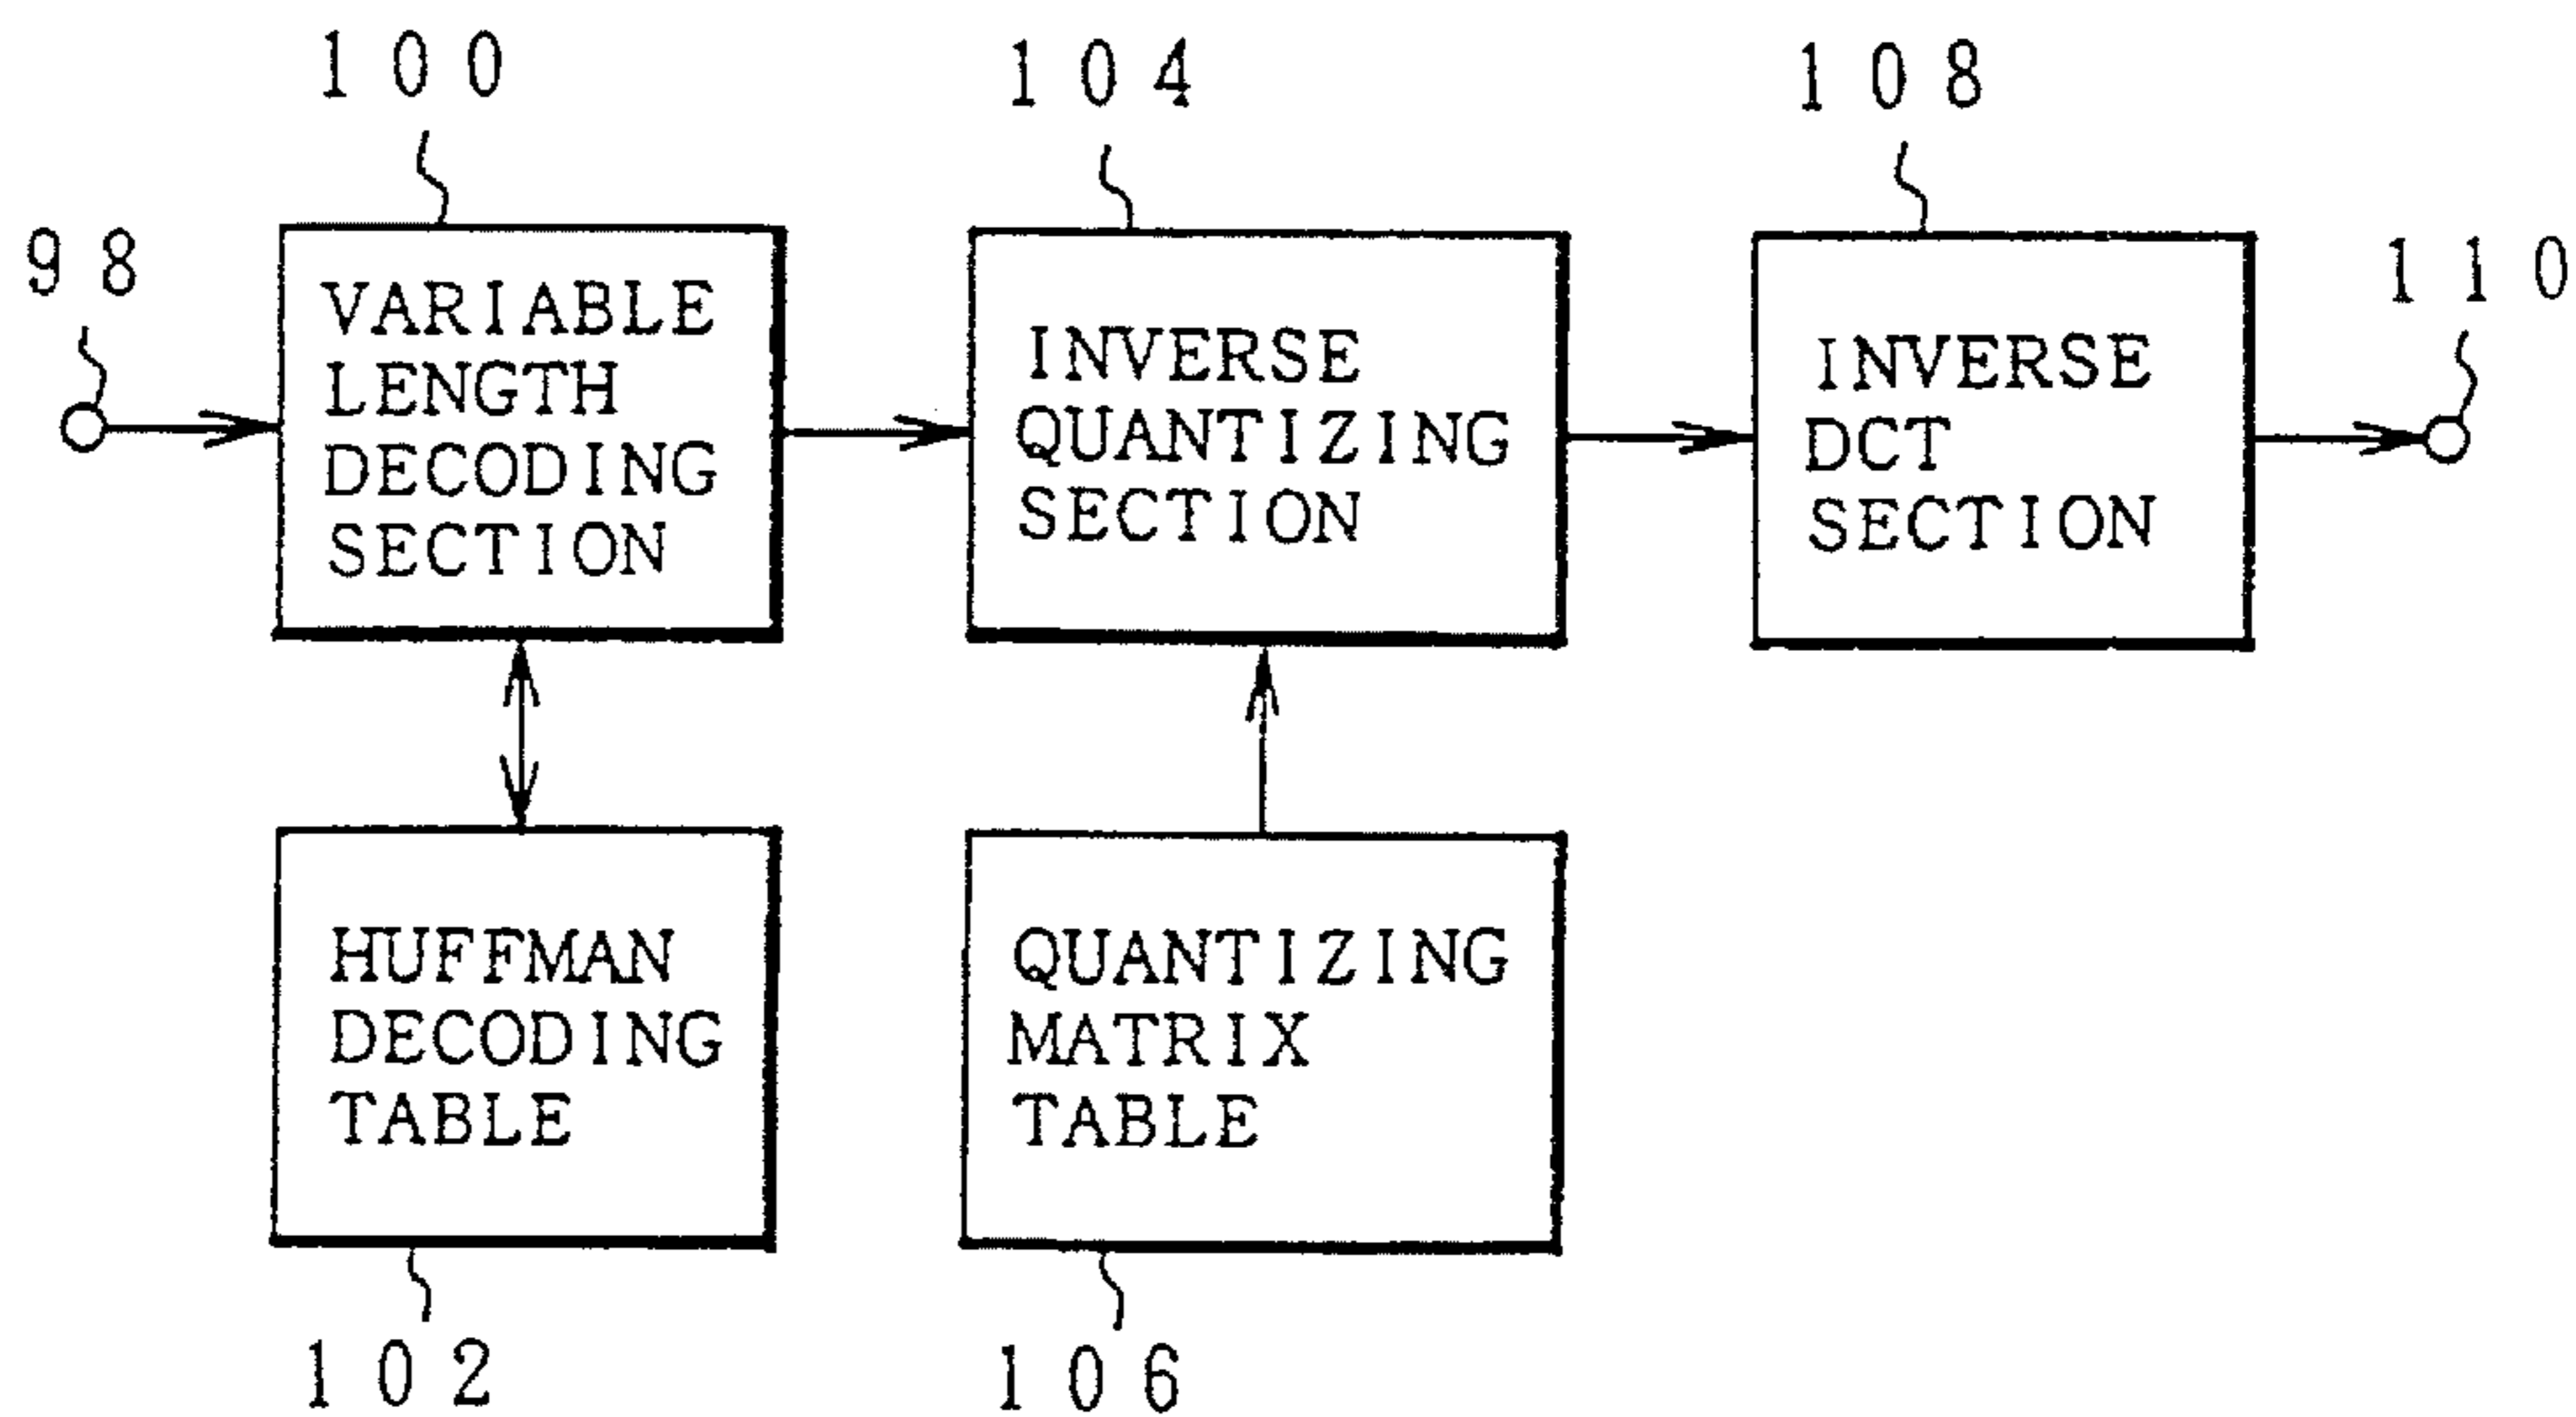 100
104
108
98
110
VARIABLE
LENGTH
DECODING
SECTION
INVERSE
QUANTIZING
SECTION
INVERSE
DCT
SECTION
HUFFMAN
DECODING
TABLE
QUANTIZING
MATRIX
TABLE
102
106